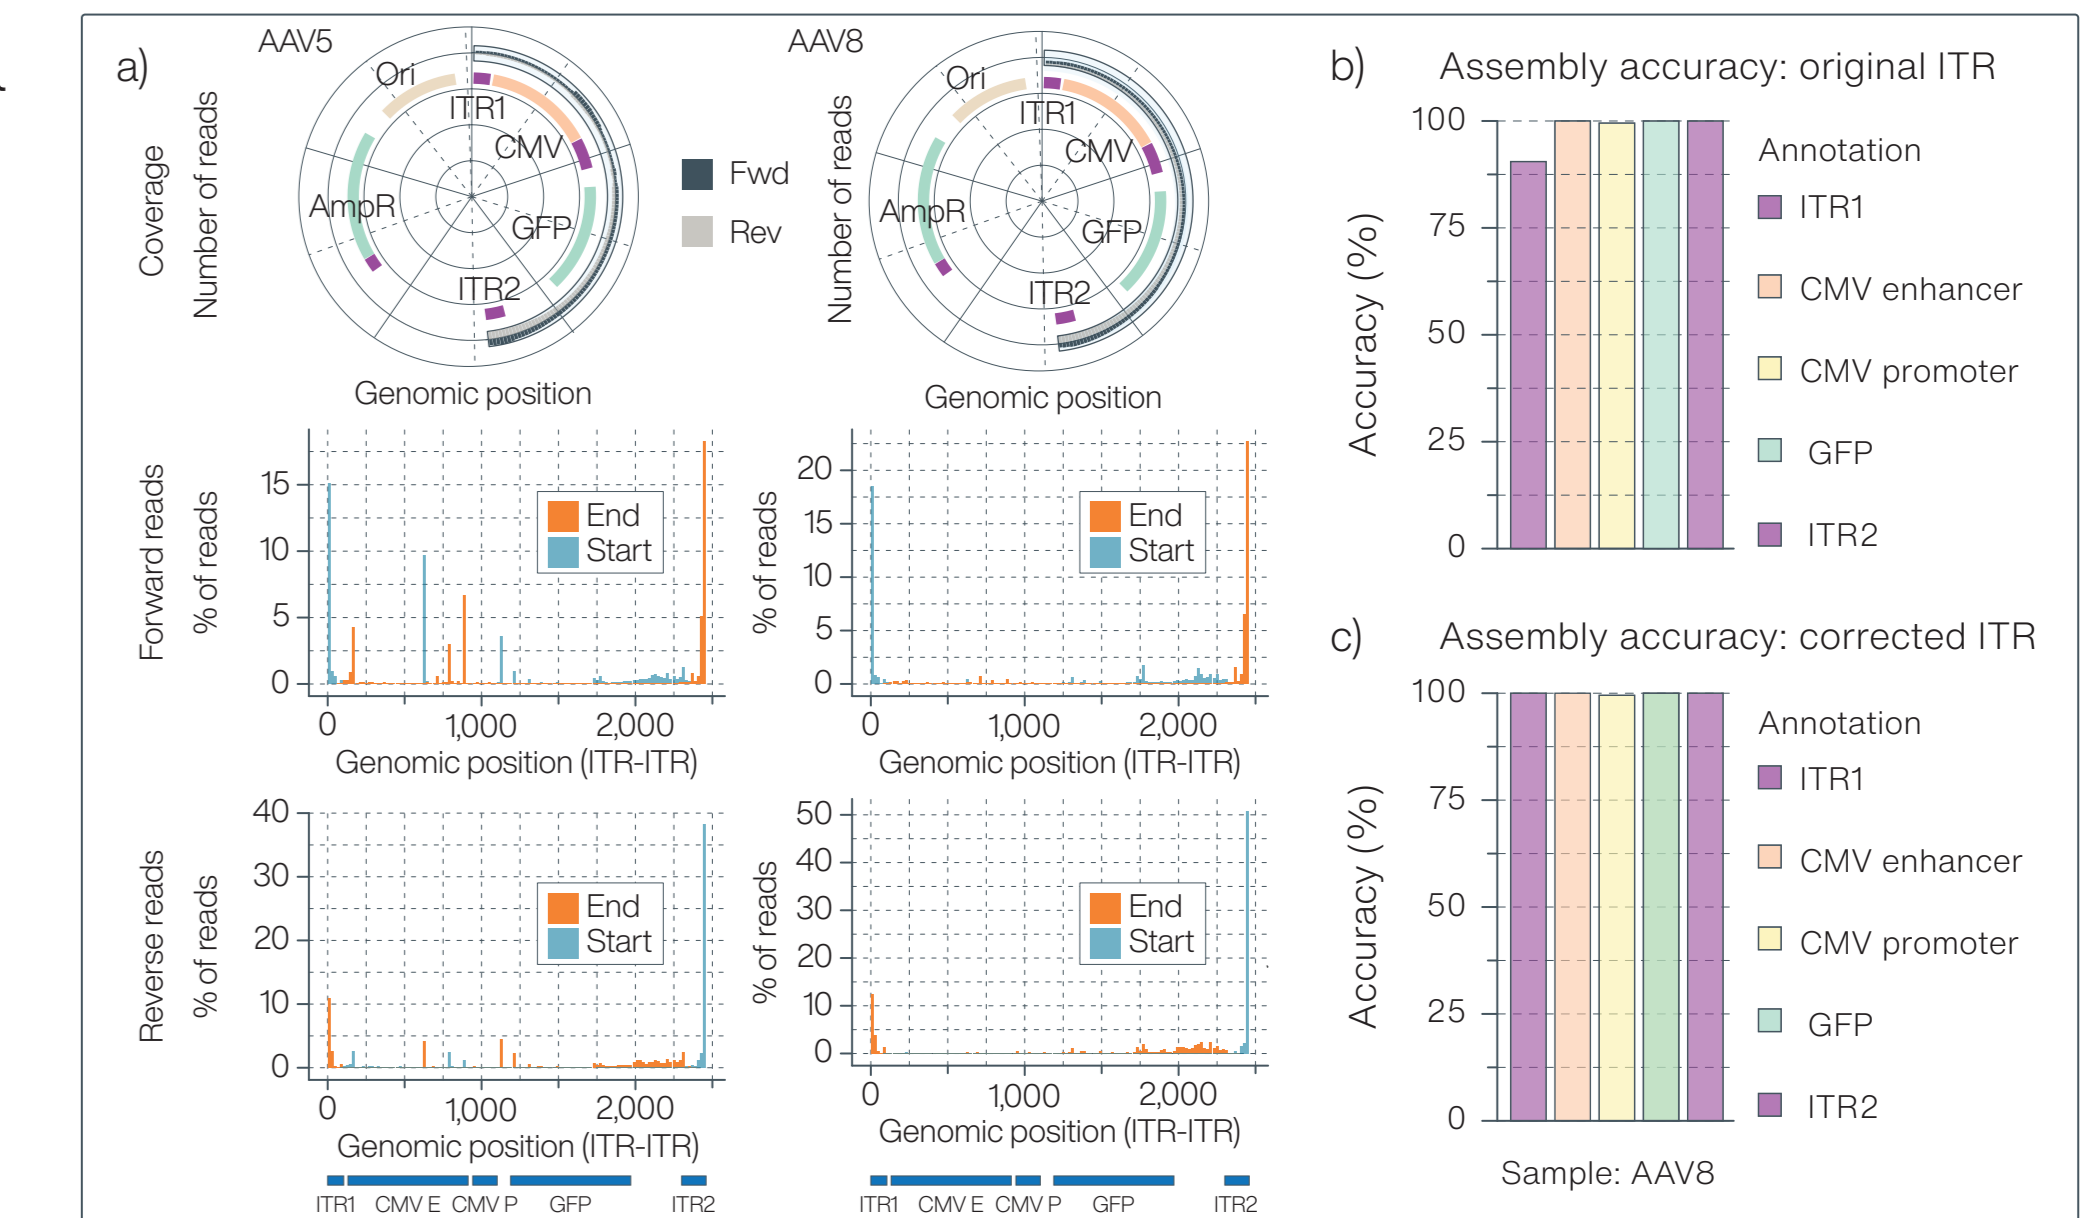 a)
AAV5
Coverage
Number of reads
Ori
ITR1
CMV
AmpR
GFP
ITR2
Genomic position
Fwd
Rev
AAV8
Number of reads
Ori
ITR1
CMV
AmpR
GFP
ITR2
Genomic position
Forward reads
% of reads
15
10
5
0
End
Start
0 1,000 2,000
Genomic position (ITR-ITR)
% of reads
20
15
10
5
0
End
Start
0 1,000 2,000
Genomic position (ITR-ITR)
Reverse reads
% of reads
40
30
20
10
0
End
Start
0 1,000 2,000
Genomic position (ITR-ITR)
ITR1 CMV E CMV P GFP ITR2
% of reads
50
40
30
20
10
0
End
Start
0 1,000 2,000
Genomic position (ITR-ITR)
ITR1 CMV E CMV P GFP ITR2
b)
Assembly accuracy: original ITR
Accuracy (%)
100
75
50
25
0
Annotation
ITR1
CMV enhancer
CMV promoter
GFP
ITR2
c)
Assembly accuracy: corrected ITR
Accuracy (%)
100
75
50
25
0
Annotation
ITR1
CMV enhancer
CMV promoter
GFP
ITR2
Sample: AAV8